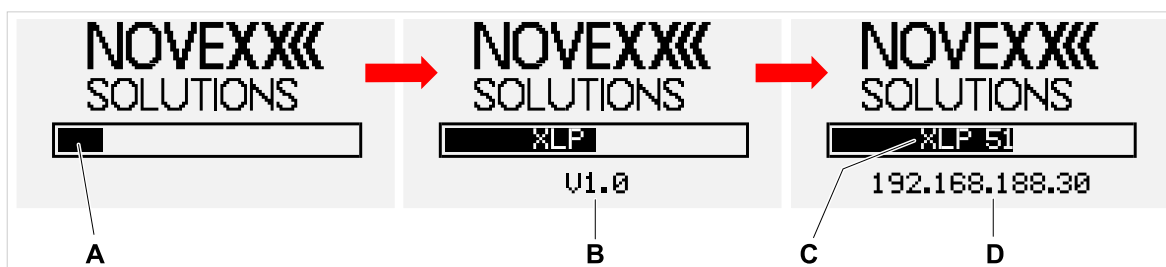 NOVEXX
SOLUTIONS
A
NOVEXX
SOLUTIONS
XLP
V1.0
B
NOVEXX
SOLUTIONS
XLP 51
192.168.188.30
C
D